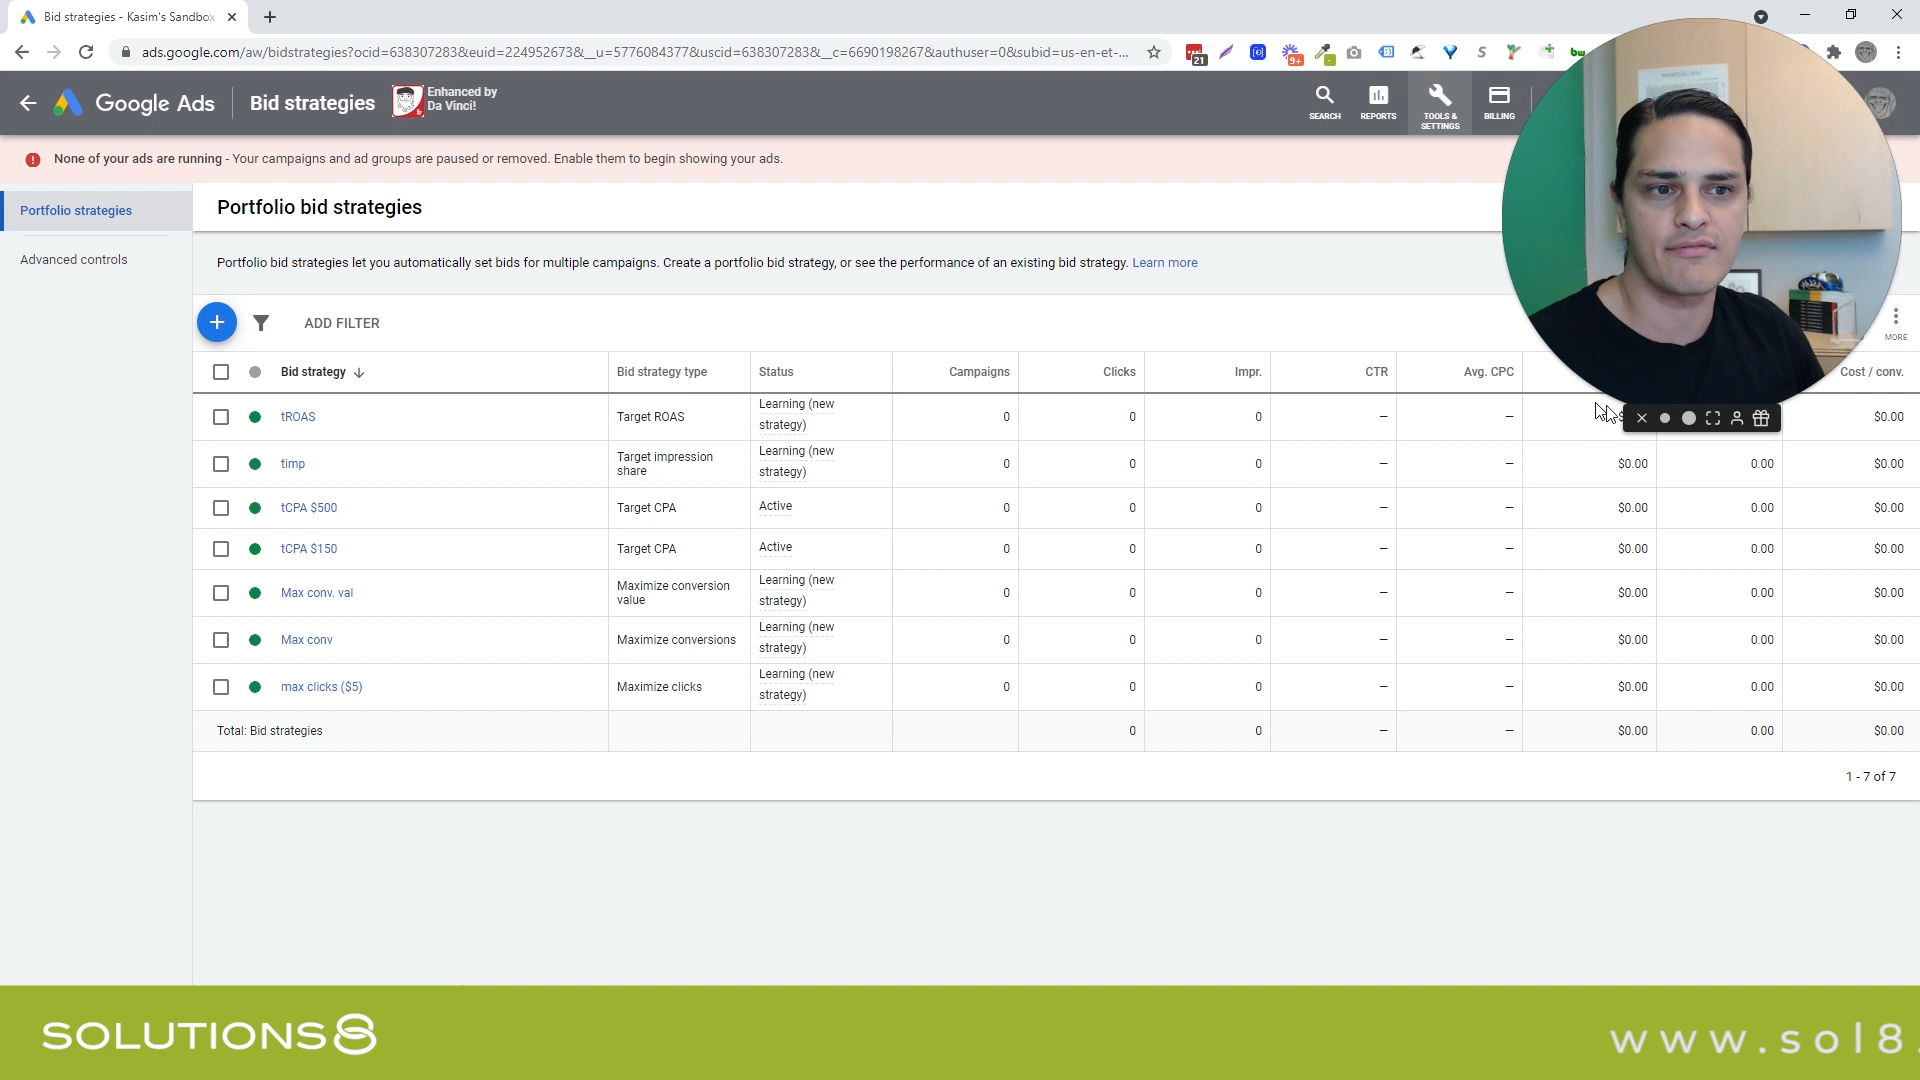 Bid strategies - Kasim's Sandbox
ads.google.com/aw/bidstrategies?ocid=638307283&euid=224952673&__u=5776084377&uscid=638307283&__c=6690198267&authuser=0&subid=us-en-et-...
21
9+
bw
Google Ads
Bid strategies
Enhanced by
Da Vinci!
SEARCH
REPORTS
TOOLS &
SETTINGS
BILLING
None of your ads are running - Your campaigns and ad groups are paused or removed. Enable them to begin showing your ads.
Portfolio strategies
Advanced controls
Portfolio bid strategies
Portfolio bid strategies let you automatically set bids for multiple campaigns. Create a portfolio bid strategy, or see the performance of an existing bid strategy. Learn more
ADD FILTER
MORE
Bid strategy Bid strategy type Status Campaigns Clicks Impr. CTR Avg. CPC Cost / conv.
tROAS Target ROAS Learning (new strategy) 0 0 0 – – $0.00
timp Target impression share Learning (new strategy) 0 0 0 – – $0.00 0.00 $0.00
tCPA $500 Target CPA Active 0 0 0 – – $0.00 0.00 $0.00
tCPA $150 Target CPA Active 0 0 0 – – $0.00 0.00 $0.00
Max conv. val Maximize conversion value Learning (new strategy) 0 0 0 – – $0.00 0.00 $0.00
Max conv Maximize conversions Learning (new strategy) 0 0 0 – – $0.00 0.00 $0.00
max clicks ($5) Maximize clicks Learning (new strategy) 0 0 0 – – $0.00 0.00 $0.00
Total: Bid strategies 0 0 – – $0.00 0.00 $0.00
1 - 7 of 7
SOLUTIONS8
www.sol8.